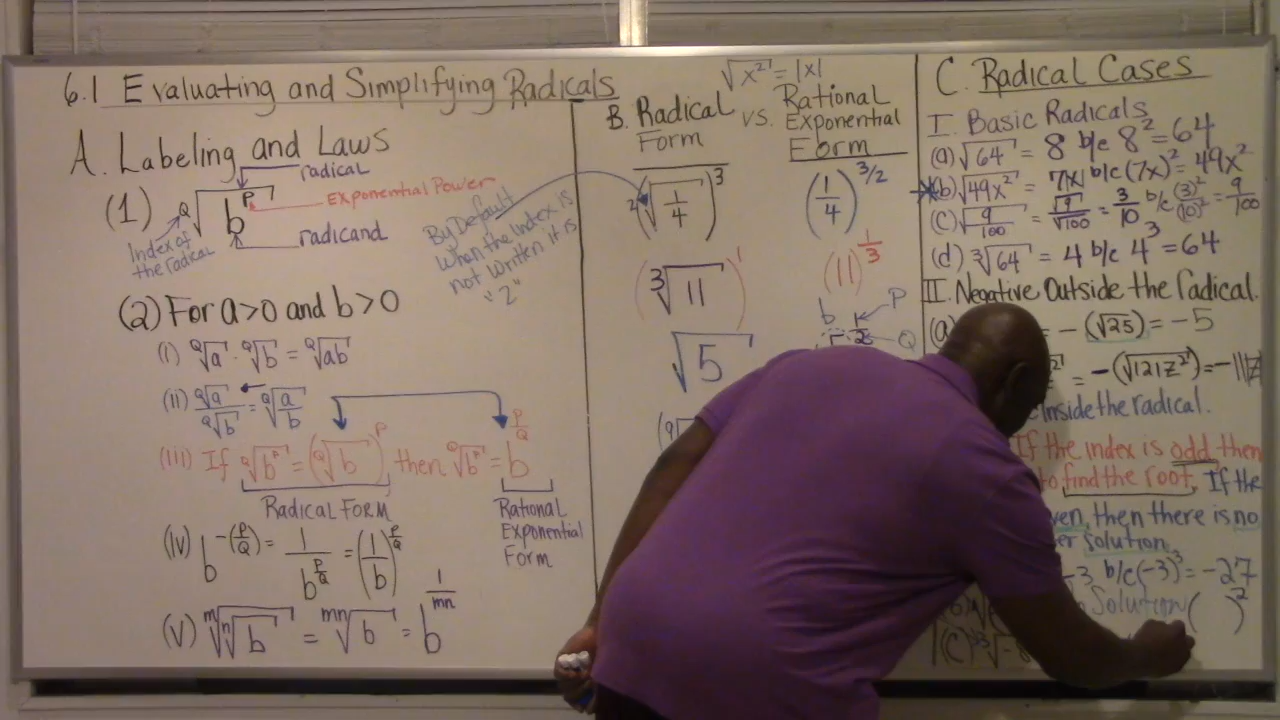 6.1 Evaluating and Simplifying Radicals
A. Labeling and Laws
radical
(1) Q√b^P
Exponential Power
Index of
the radical
radicand
By Default
when the index is
not written it is
"2"
(2) For a>0 and b>0
(i) ᵠ√a · ᵠ√b = ᵠ√ab
(ii) ᵠ√a / ᵠ√b = ᵠ√(a/b)
(iii) If ᵠ√b^P = (ᵠ√b)^P, then ᵠ√b^P = b^(P/Q)
Radical Form
Rational
Exponential
Form
(iv) b^-(P/Q) = 1/b^(P/Q) = (1/b)^(P/Q)
(v) ᵐ√ⁿ√b = ᵐⁿ√b = b^(1/mn)
√x² = |x|
B. Radical Form vs. Rational Exponential Form
²√(1/4)³
(1/4)^(3/2)
(³√11)¹
(11)^(1/3)
√5
b
P
Q
C. Radical Cases
I. Basic Radicals
(a) √64 = 8 b/c 8² = 64
(b) √49x² = 7|x| b/c (7x)² = 49x²
(c) √(9/100) = √9/√100 = 3/10 b/c (3)²/(10)² = 9/100
(d) ³√64 = 4 b/c 4³ = 64
II. Negative Outside the radical.
(a) = -(√25) = -5
= -(√121z²) = -11|z|
Inside the radical.
If the index is odd then
to find the root. If the
then there is no
solution.
-3 b/c (-3)³ = -27
Solution ( )²
(c)